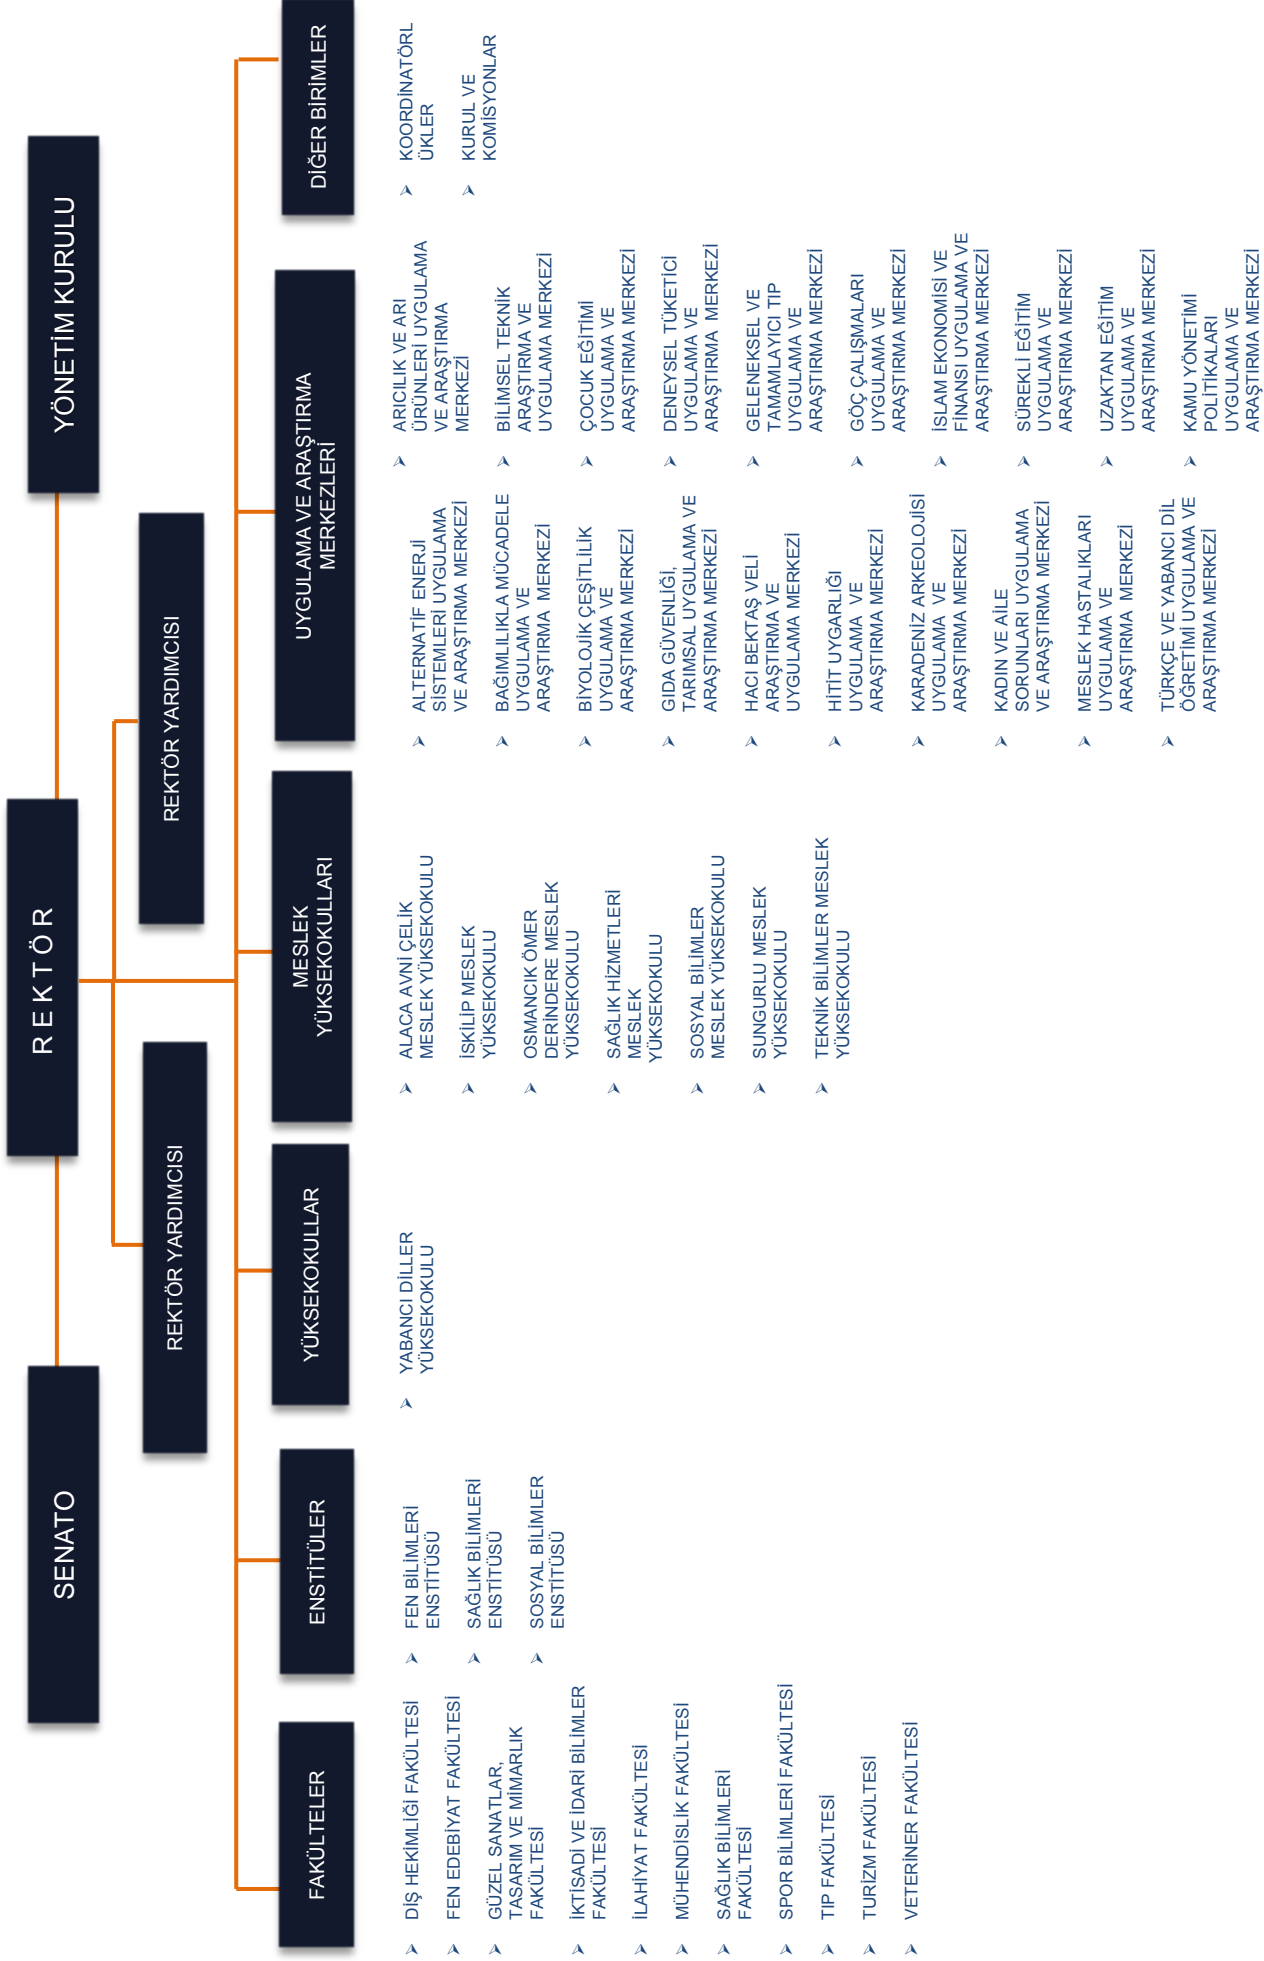 SENATO
REKTÖR
YÖNETİM KURULU
REKTÖR YARDIMCISI
REKTÖR YARDIMCISI
FAKÜLTELER
ENSTİTÜLER
YÜKSEKOKULLAR
MESLEK
YÜKSEKOKULLARI
UYGULAMA VE ARAŞTIRMA
MERKEZLERİ
DİĞER BİRİMLER
DİŞ HEKİMLİĞİ FAKÜLTESİ
FEN EDEBİYAT FAKÜLTESİ
GÜZEL SANATLAR,
TASARIM VE MİMARLIK
FAKÜLTESİ
İKTİSADİ VE İDARİ BİLİMLER
FAKÜLTESİ
İLAHİYAT FAKÜLTESİ
MÜHENDİSLİK FAKÜLTESİ
SAĞLIK BİLİMLERİ
FAKÜLTESİ
SPOR BİLİMLERİ FAKÜLTESİ
TIP FAKÜLTESİ
TURİZM FAKÜLTESİ
VETERİNER FAKÜLTESİ
FEN BİLİMLERİ
ENSTİTÜSÜ
SAĞLIK BİLİMLERİ
ENSTİTÜSÜ
SOSYAL BİLİMLER
ENSTİTÜSÜ
YABANCI DİLLER
YÜKSEKOKULU
ALACA AVNİ ÇELİK
MESLEK YÜKSEKOKULU
İSKİLİP MESLEK
YÜKSEKOKULU
OSMANCIK ÖMER
DERİNDERE MESLEK
YÜKSEKOKULU
SAĞLIK HİZMETLERİ
MESLEK
YÜKSEKOKULU
SOSYAL BİLİMLER
MESLEK YÜKSEKOKULU
SUNGURLU MESLEK
YÜKSEKOKULU
TEKNİK BİLİMLER MESLEK
YÜKSEKOKULU
ALTERNATİF ENERJİ
SİSTEMLERİ UYGULAMA
VE ARAŞTIRMA MERKEZİ
BAĞIMLILIKLA MÜCADELE
UYGULAMA VE
ARAŞTIRMA MERKEZİ
BİYOLOJİK ÇEŞİTLİLİK
UYGULAMA VE
ARAŞTIRMA MERKEZİ
GIDA GÜVENLİĞİ,
TARIMSAL UYGULAMA VE
ARAŞTIRMA MERKEZİ
HACI BEKTAŞ VELİ
ARAŞTIRMA VE
UYGULAMA MERKEZİ
HİTİT UYGARLIĞI
UYGULAMA VE
ARAŞTIRMA MERKEZİ
KARADENİZ ARKEOLOJİSİ
UYGULAMA VE
ARAŞTIRMA MERKEZİ
KADIN VE AİLE
SORUNLARI UYGULAMA
VE ARAŞTIRMA MERKEZİ
MESLEK HASTALIKLARI
UYGULAMA VE
ARAŞTIRMA MERKEZİ
TÜRKÇE VE YABANCI DİL
ÖĞRETİMİ UYGULAMA VE
ARAŞTIRMA MERKEZİ
ARICILIK VE ARI
ÜRÜNLERİ UYGULAMA
VE ARAŞTIRMA
MERKEZİ
BİLİMSEL TEKNİK
ARAŞTIRMA VE
UYGULAMA MERKEZİ
ÇOCUK EĞİTİMİ
UYGULAMA VE
ARAŞTIRMA MERKEZİ
DENEYSEL TÜKETİCİ
UYGULAMA VE
ARAŞTIRMA MERKEZİ
GELENEKSEL VE
TAMAMLAYICI TIP
UYGULAMA VE
ARAŞTIRMA MERKEZİ
GÖÇ ÇALIŞMALARI
UYGULAMA VE
ARAŞTIRMA MERKEZİ
İSLAM EKONOMİSİ VE
FİNANSI UYGULAMA VE
ARAŞTIRMA MERKEZİ
SÜREKLİ EĞİTİM
UYGULAMA VE
ARAŞTIRMA MERKEZİ
UZAKTAN EĞİTİM
UYGULAMA VE
ARAŞTIRMA MERKEZİ
KAMU YÖNETİMİ
POLİTİKALARI
UYGULAMA VE
ARAŞTIRMA MERKEZİ
KOORDİNATÖRL
ÜKLER
KURUL VE
KOMİSYONLAR